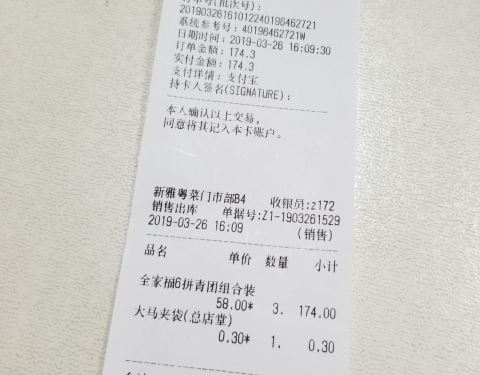 (批次号):
20190326161012240196462721
系统参考号: 40196462721W
日期时间: 2019-03-26 16:09:30
订单金额: 174.3
实付金额: 174.3
支付详情: 支付宝
持卡人签名(SIGNATURE):
本人确认以上交易,
同意将其记入本卡账户。
新雅粤菜门市部B4 收银员:z172
销售出库 单据号:Z1-1903261529
2019-03-26 16:09 (销售)
品名 单价 数量 小计
全家福6拼青团组合装
58.00* 3. 174.00
大马夹袋(总店堂)
0.30* 1. 0.30